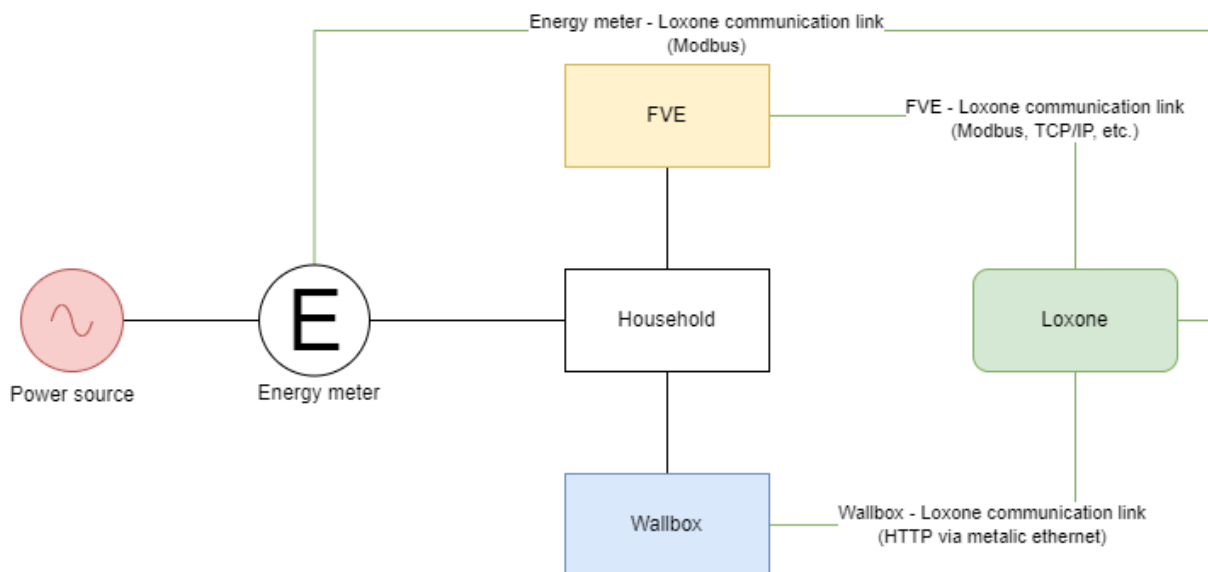 Energy meter - Loxone communication link
(Modbus)
FVE
FVE - Loxone communication link
(Modbus, TCP/IP, etc.)
E
Household
Loxone
Power source
Energy meter
Wallbox
Wallbox - Loxone communication link
(HTTP via metalic ethernet)